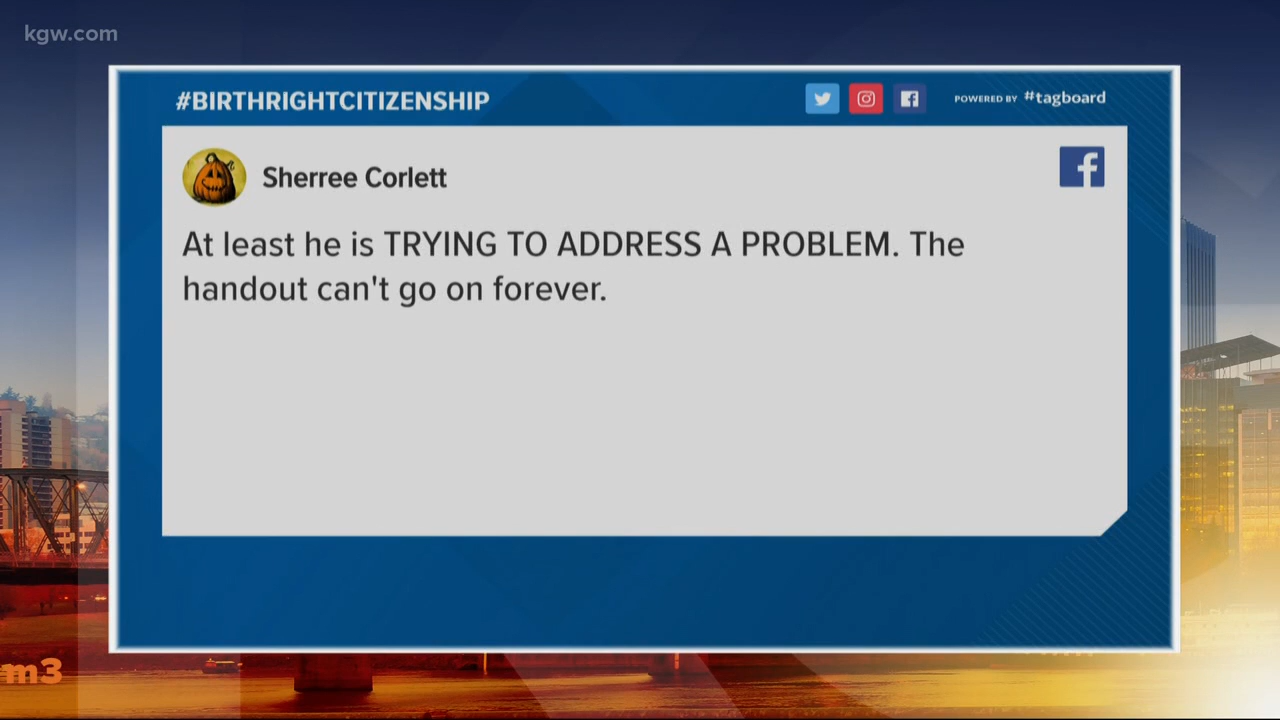 kgw.com
#BIRTHRIGHTCITIZENSHIP
POWERED BY #tagboard
Sherree Corlett
At least he is TRYING TO ADDRESS A PROBLEM. The
handout can't go on forever.
m3